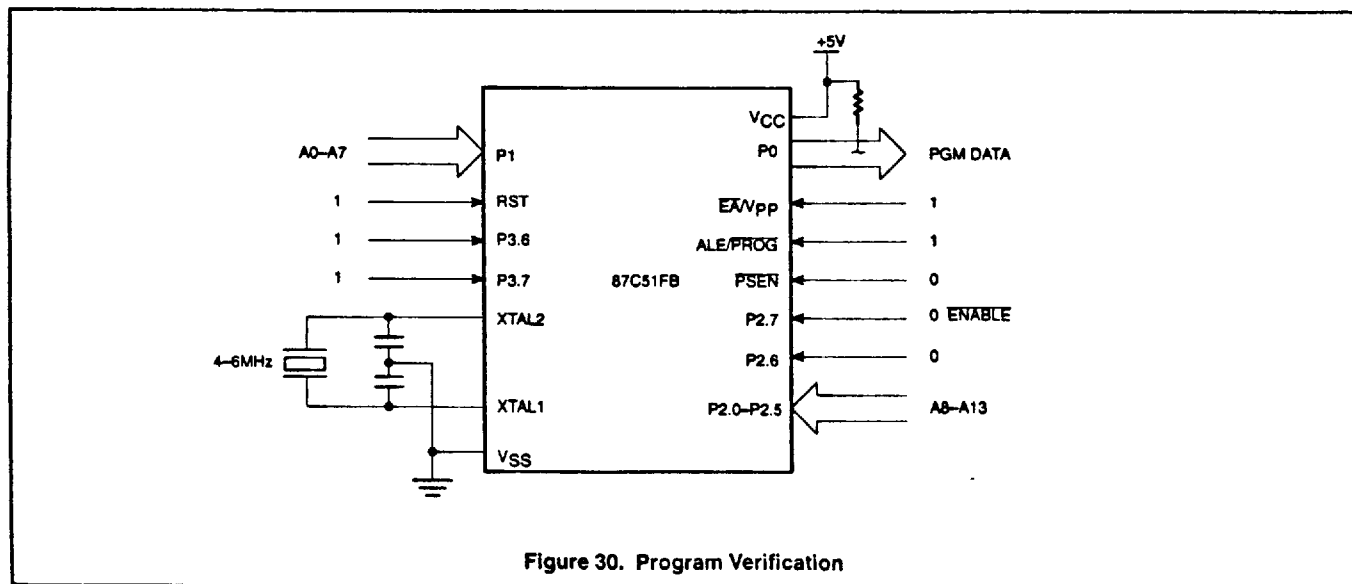 +5V
VCC
A0–A7
P1
P0
PGM DATA
1
RST
EA/VPP
1
1
P3.6
ALE/PROG
1
1
P3.7
87C51FB
PSEN
0
XTAL2
P2.7
0 ENABLE
4–6MHz
P2.6
0
XTAL1
P2.0–P2.5
A8–A13
VSS
Figure 30. Program Verification